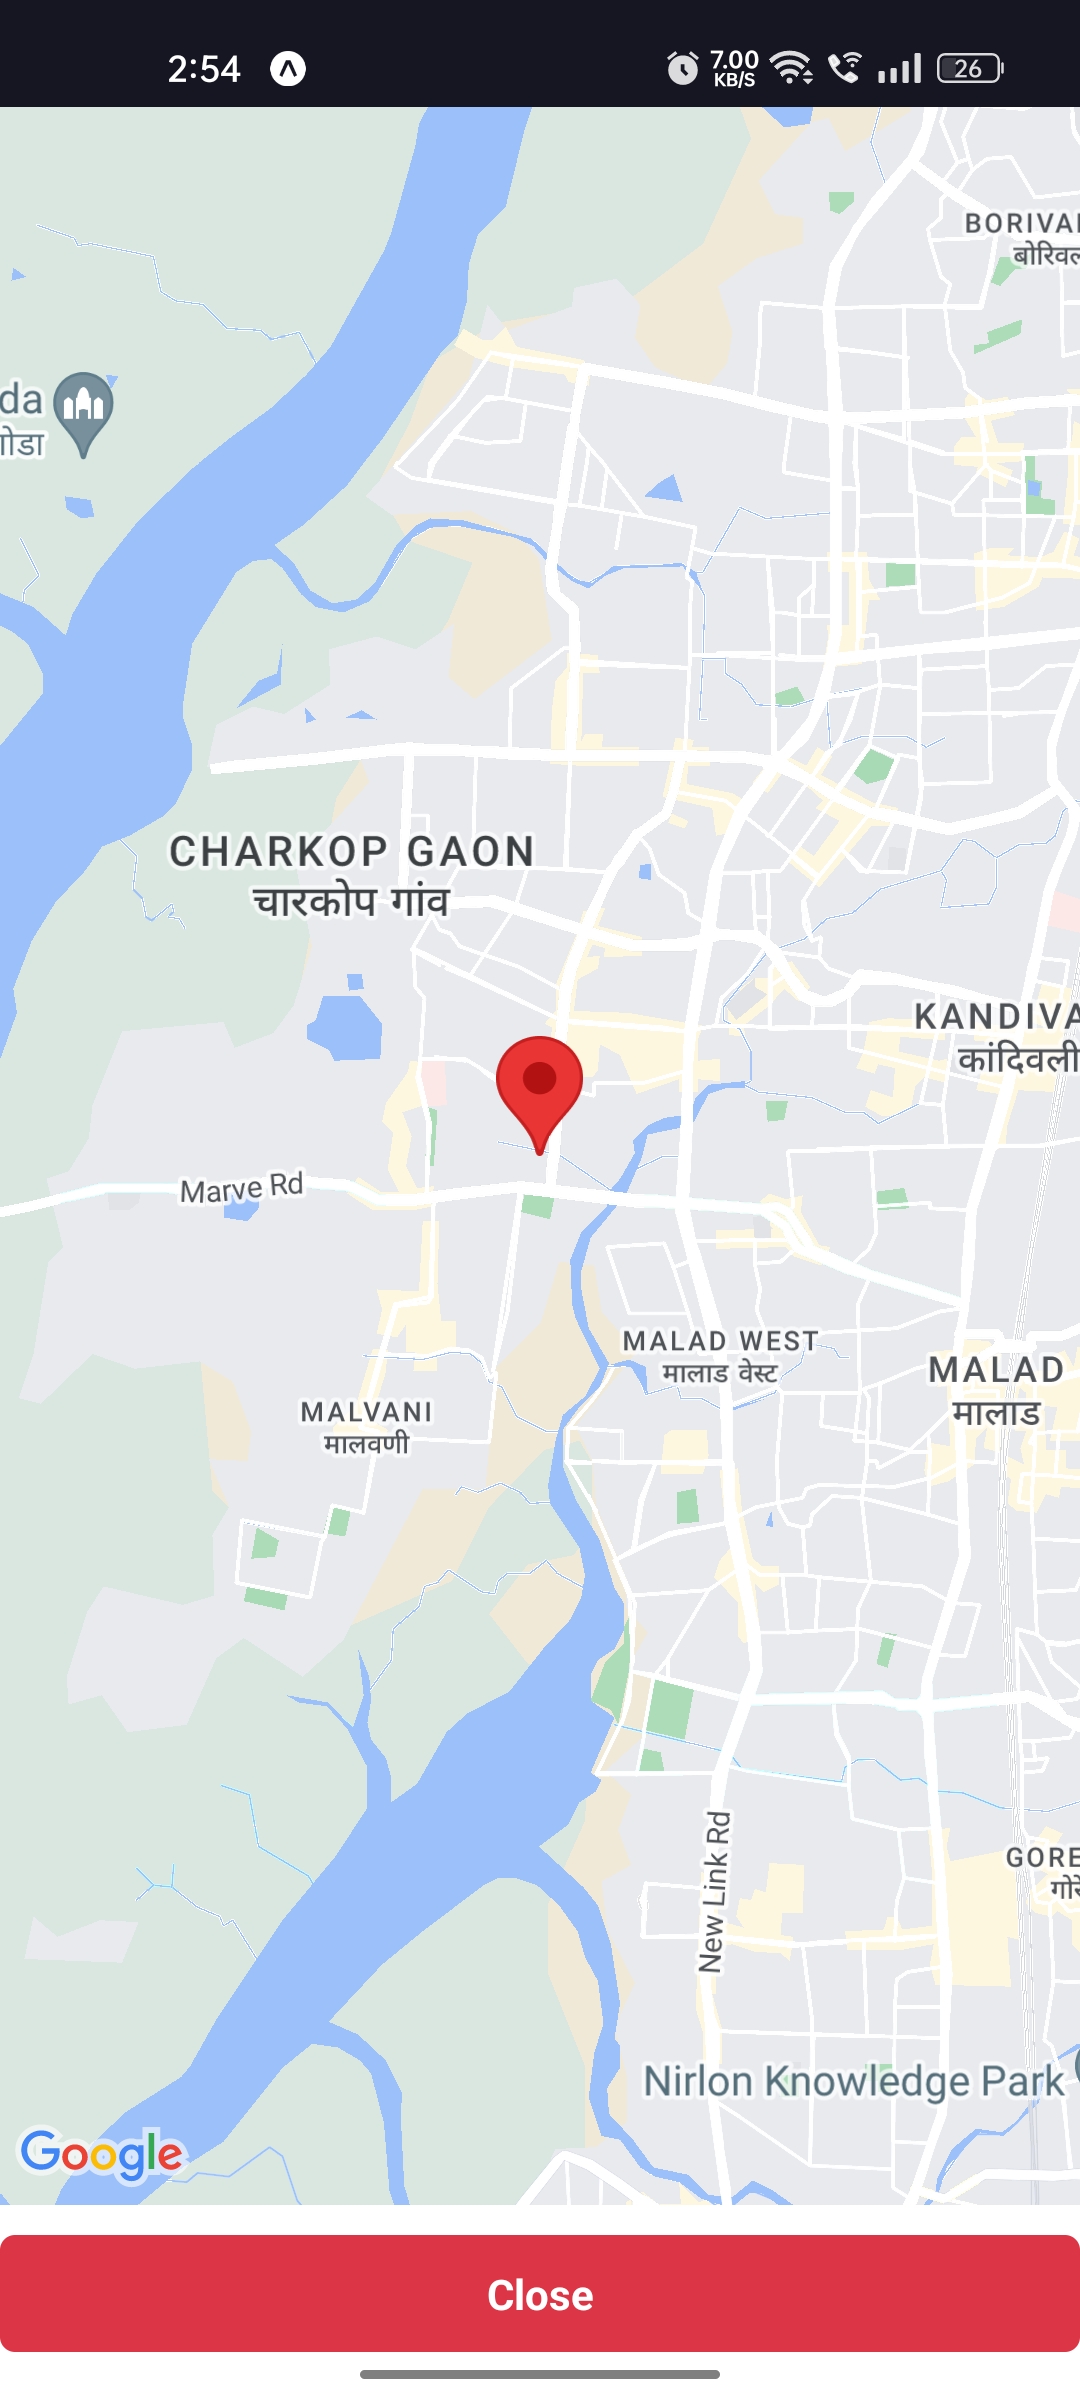 2:54
7.00
KB/S
26
BORIVAL
बोरिवल
da
गोडा
CHARKOP GAON
चारकोप गांव
KANDIVA
कांदिवली
Marve Rd
MALAD WEST
मालाड वेस्ट
MALAD
मालाड
MALVANI
मालवणी
New Link Rd
GORE
गोरे
Nirlon Knowledge Park
Google
Close